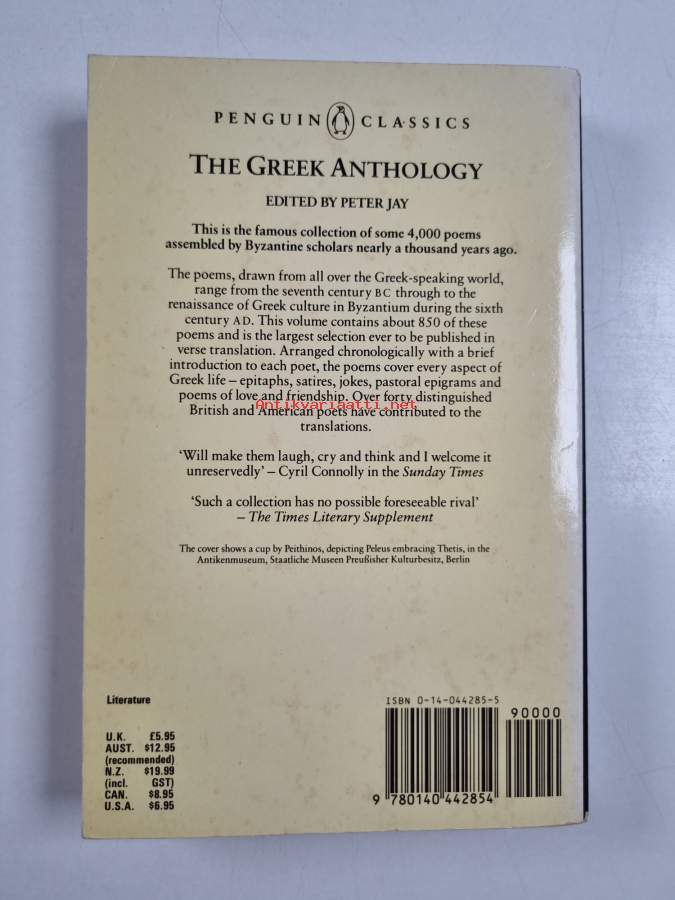 PENGUIN CLASSICS
THE GREEK ANTHOLOGY
EDITED BY PETER JAY
This is the famous collection of some 4,000 poems
assembled by Byzantine scholars nearly a thousand years ago.
The poems, drawn from all over the Greek-speaking world,
range from the seventh century BC through to the
renaissance of Greek culture in Byzantium during the sixth
century AD. This volume contains about 850 of these
poems and is the largest selection ever to be published in
verse translation. Arranged chronologically with a brief
introduction to each poet, the poems cover every aspect of
Greek life – epitaphs, satires, jokes, pastoral epigrams and
poems of love and friendship. Over forty distinguished
Antikvariaatti.net
British and American poets have contributed to the
translations.
‘Will make them laugh, cry and think and I welcome it
unreservedly’ – Cyril Connolly in the Sunday Times
‘Such a collection has no possible foreseeable rival’
– The Times Literary Supplement
The cover shows a cup by Peithinos, depicting Peleus embracing Thetis, in the
Antikenmuseum, Staatliche Museen Preußisher Kulturbesitz, Berlin
Literature
U.K. £5.95
AUST. $12.95
(recommended)
N.Z. $19.99
(incl. GST)
CAN. $8.95
U.S.A. $6.95
ISBN 0-14-044285-5
90000
9 780140 442854